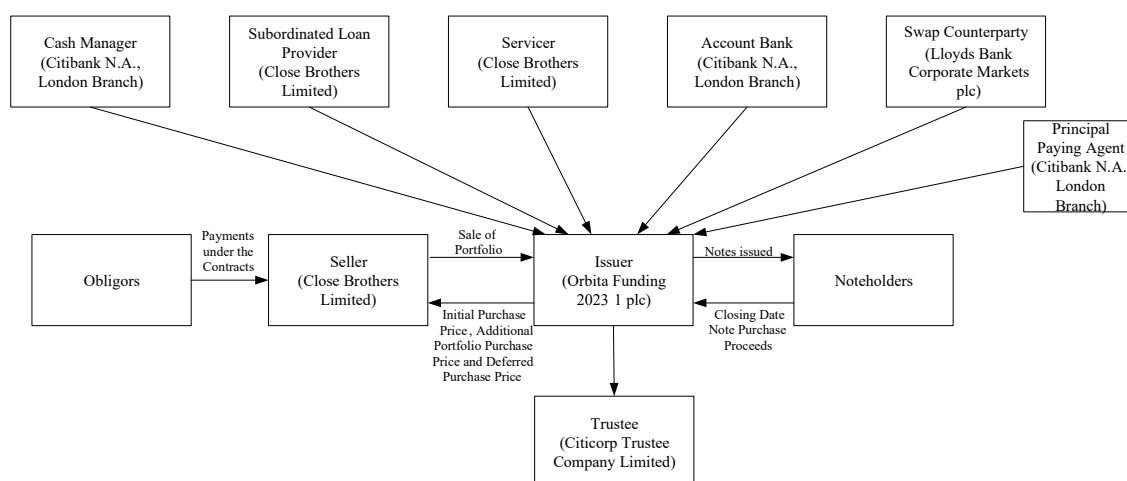 Cash Manager
(Citibank N.A.,
London Branch)
Subordinated Loan
Provider
(Close Brothers
Limited)
Servicer
(Close Brothers
Limited)
Account Bank
(Citibank N.A.,
London Branch)
Swap Counterparty
(Lloyds Bank
Corporate Markets
plc)
Principal
Paying Agent
(Citibank N.A.
London
Branch)
Obligors
Payments
under the
Contracts
Seller
(Close Brothers
Limited)
Sale of
Portfolio
Initial Purchase
Price, Additional
Portfolio Purchase
Price and Deferred
Purchase Price
Issuer
(Orbita Funding
2023 1 plc)
Notes issued
Closing Date
Note Purchase
Proceeds
Noteholders
Trustee
(Citicorp Trustee
Company Limited)